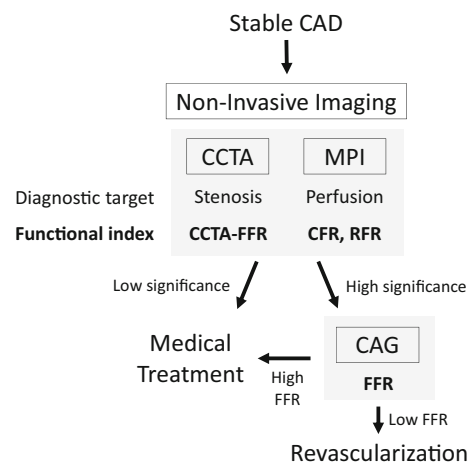 Stable CAD
Non-Invasive Imaging
CCTA MPI
Diagnostic target Stenosis Perfusion
Functional index CCTA-FFR CFR, RFR
Low significance High significance
Medical
Treatment
High
FFR
CAG
FFR
Low FFR
Revascularization